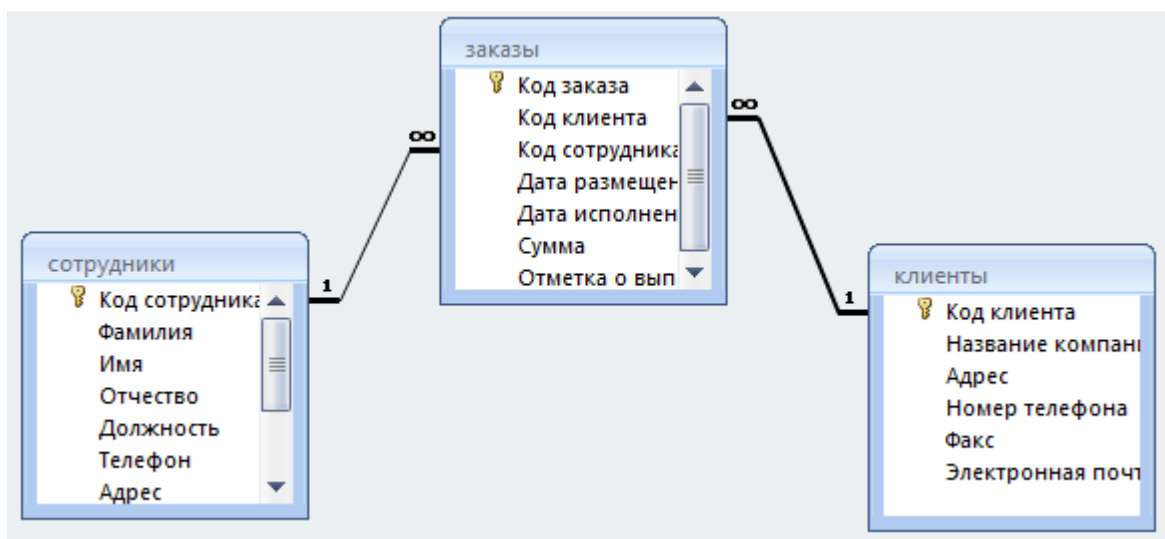 заказы
Код заказа
Код клиента
Код сотрудника
Дата размещен
Дата исполнен
Сумма
Отметка о вып
∞
∞
сотрудники
Код сотрудника
Фамилия
Имя
Отчество
Должность
Телефон
Адрес
1
1
клиенты
Код клиента
Название компани
Адрес
Номер телефона
Факс
Электронная почт